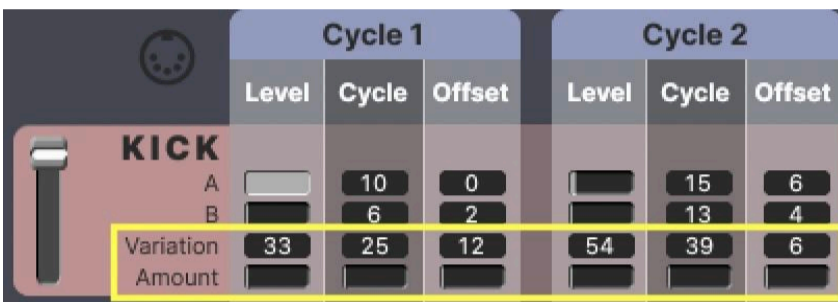 Cycle 1 Cycle 2
Level Cycle Offset Level Cycle Offset
KICK
A 10 0 15 6
B 6 2 13 4
Variation 33 25 12 54 39 6
Amount